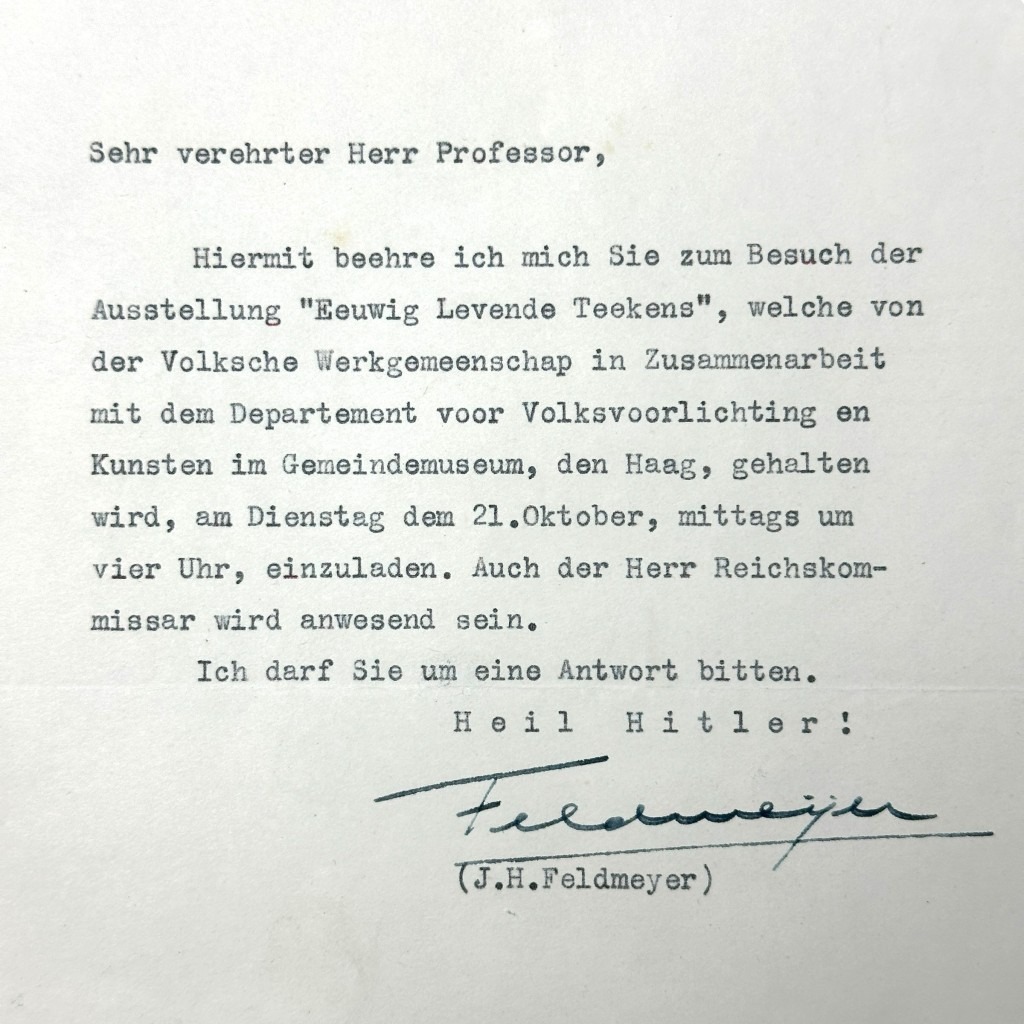 Sehr verehrter Herr Professor,
Hiermit beehre ich mich Sie zum Besuch der
Ausstellung "Eeuwig Levende Teekens", welche von
der Volksche Werkgemeenschap in Zusammenarbeit
mit dem Departement voor Volksvoorlichting en
Kunsten im Gemeindemuseum, den Haag, gehalten
wird, am Dienstag dem 21.Oktober, mittags um
vier Uhr, einzuladen. Auch der Herr Reichskom-
missar wird anwesend sein.
Ich darf Sie um eine Antwort bitten.
Heil Hitler!
Feldmeijer
(J.H.Feldmeyer)